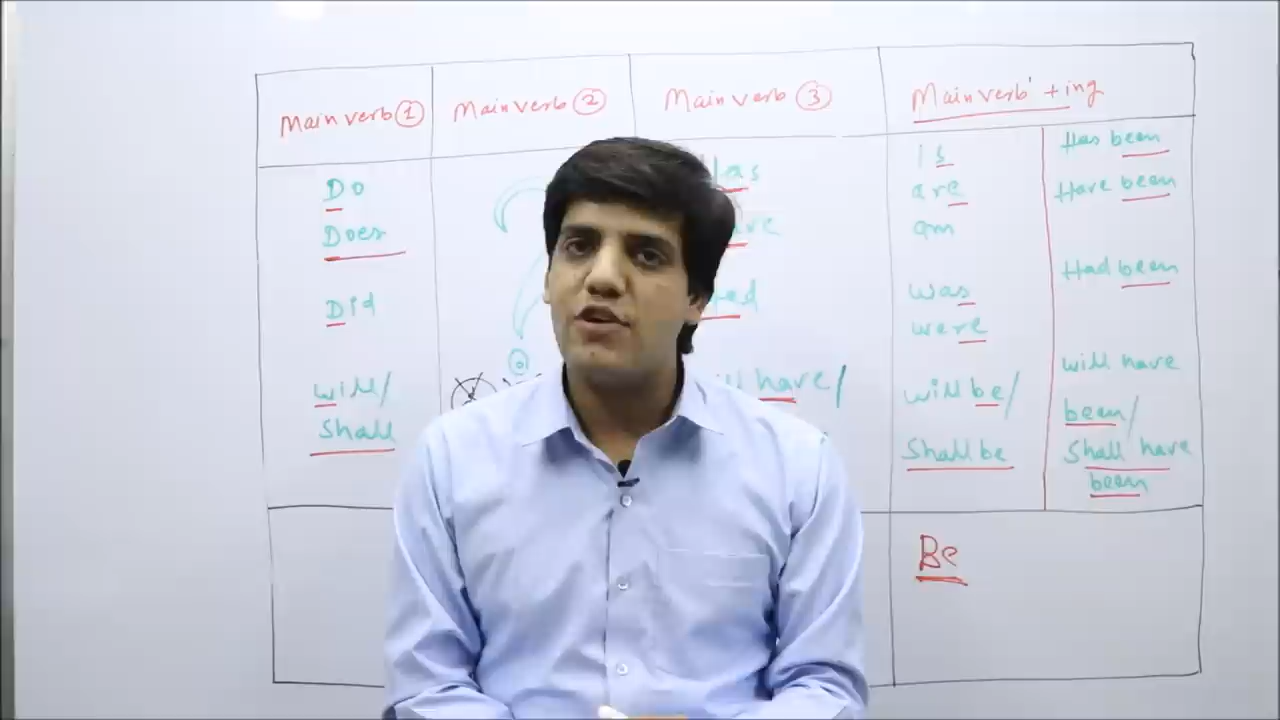 Main verb ①
Main verb ②
Main verb ③
Main verb + ing
Do
Does
Did
will/
Shall
have/
is
are
am
was
were
will be/
Shall be
Has been
Have been
Had been
will have
been/
Shall have
been
Be